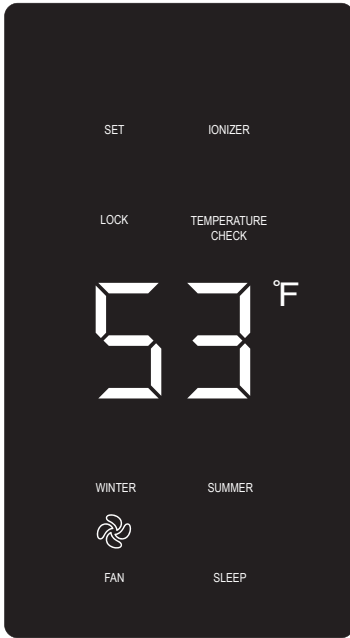 SET IONIZER
LOCK TEMPERATURE
CHECK
53 °F
WINTER SUMMER
FAN SLEEP